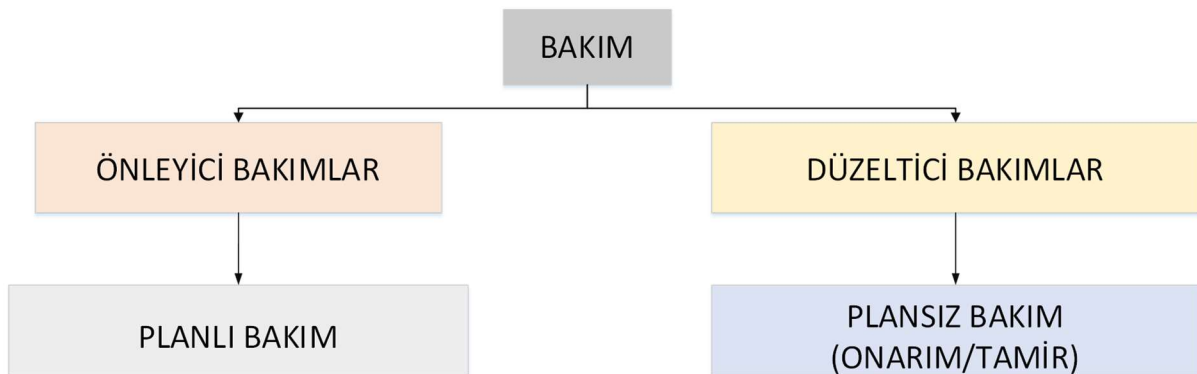 BAKIM
ÖNLEYİCİ BAKIMLAR
DÜZELTİCİ BAKIMLAR
PLANLI BAKIM
PLANSIZ BAKIM
(ONARIM/TAMİR)